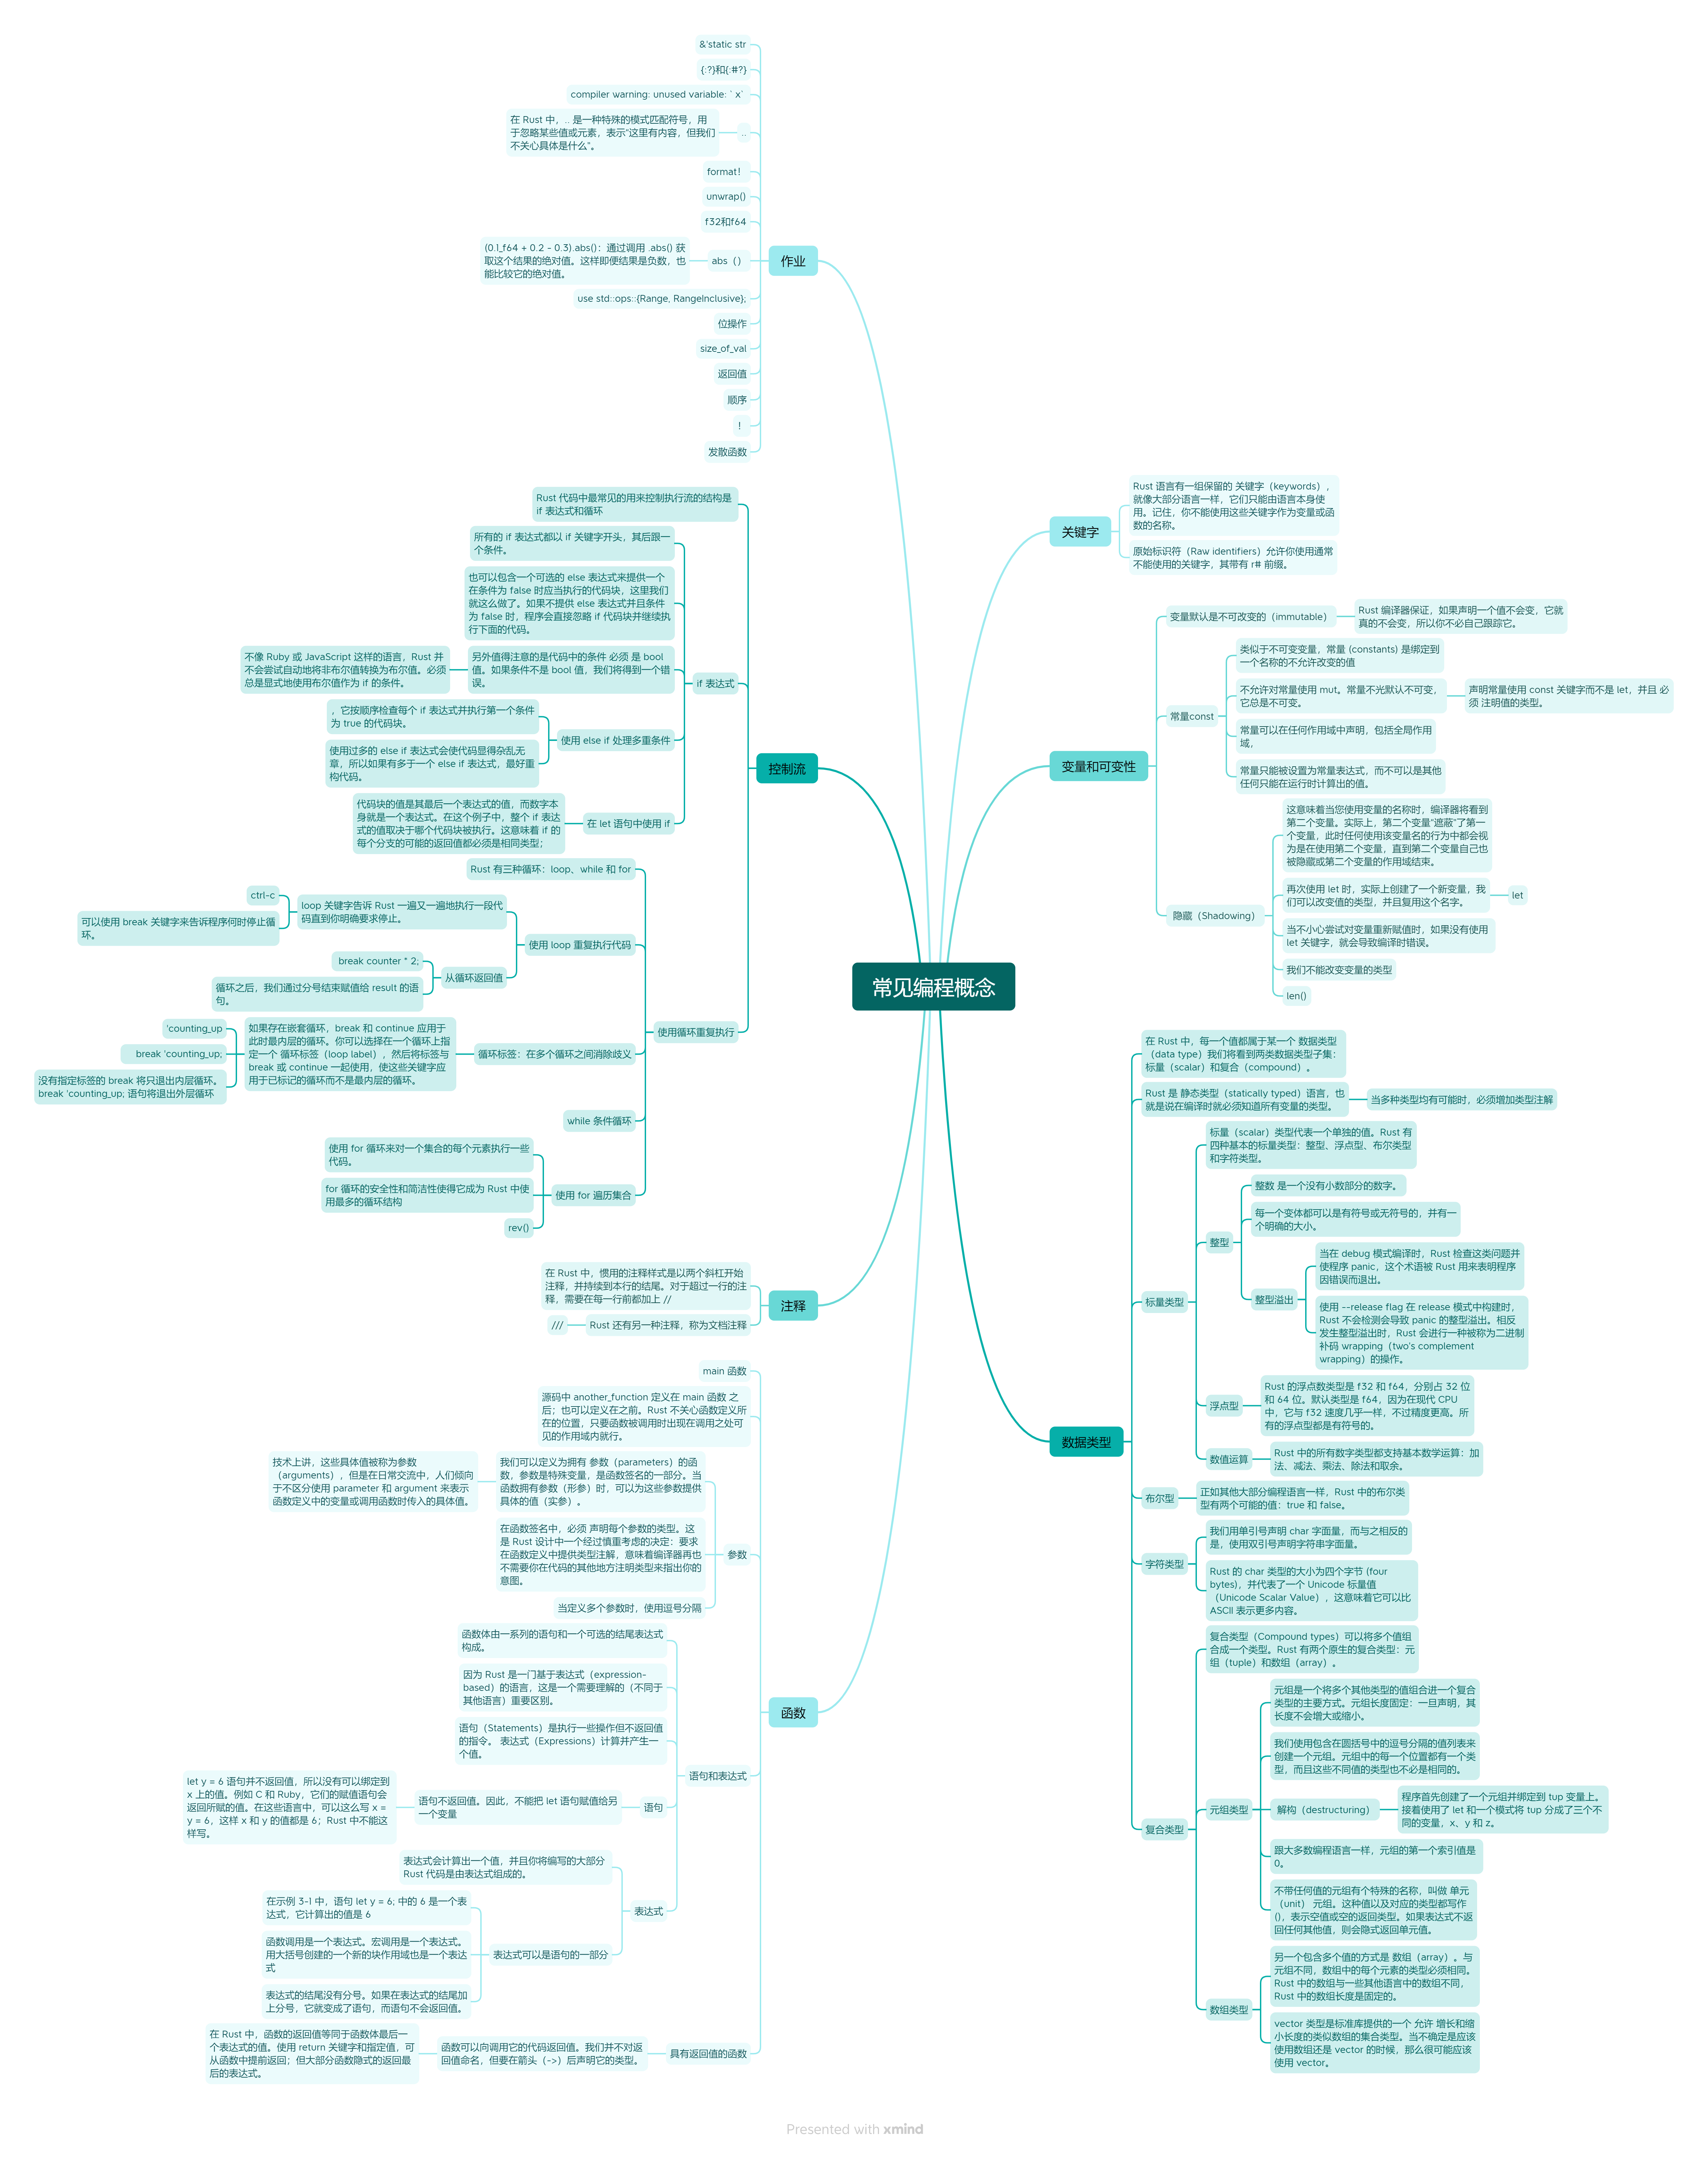 常见编程概念
关键字
Rust 语言有一组保留的 关键字（keywords），
就像大部分语言一样，它们只能由语言本身使
用。记住，你不能使用这些关键字作为变量或函
数的名称。
原始标识符（Raw identifiers）允许你使用通常
不能使用的关键字，其带有 r# 前缀。
变量和可变性
变量默认是不可改变的（immutable）
Rust 编译器保证，如果声明一个值不会变，它就
真的不会变，所以你不必自己跟踪它。
常量const
类似于不可变变量，常量 (constants) 是绑定到
一个名称的不允许改变的值
不允许对常量使用 mut。常量不光默认不可变，
它总是不可变。
声明常量使用 const 关键字而不是 let，并且 必
须 注明值的类型。
常量可以在任何作用域中声明，包括全局作用
域，
常量只能被设置为常量表达式，而不可以是其他
任何只能在运行时计算出的值。
隐藏（Shadowing）
这意味着当您使用变量的名称时，编译器将看到
第二个变量。实际上，第二个变量“遮蔽”了第一
个变量，此时任何使用该变量名的行为中都会视
为是在使用第二个变量，直到第二个变量自己也
被隐藏或第二个变量的作用域结束。
再次使用 let 时，实际上创建了一个新变量，我
们可以改变值的类型，并且复用这个名字。
let
当不小心尝试对变量重新赋值时，如果没有使用
let 关键字，就会导致编译时错误。
我们不能改变变量的类型
len()
数据类型
在 Rust 中，每一个值都属于某一个 数据类型
（data type）我们将看到两类数据类型子集：
标量（scalar）和复合（compound）。
Rust 是 静态类型（statically typed）语言，也
就是说在编译时就必须知道所有变量的类型。
当多种类型均有可能时，必须增加类型注解
标量类型
标量（scalar）类型代表一个单独的值。Rust 有
四种基本的标量类型：整型、浮点型、布尔类型
和字符类型。
整型
整数 是一个没有小数部分的数字。
每一个变体都可以是有符号或无符号的，并有一
个明确的大小。
整型溢出
当在 debug 模式编译时，Rust 检查这类问题并
使程序 panic，这个术语被 Rust 用来表明程序
因错误而退出。
使用 --release flag 在 release 模式中构建时，
Rust 不会检测会导致 panic 的整型溢出。相反
发生整型溢出时，Rust 会进行一种被称为二进制
补码 wrapping（two's complement
wrapping）的操作。
浮点型
Rust 的浮点数类型是 f32 和 f64，分别占 32 位
和 64 位。默认类型是 f64，因为在现代 CPU
中，它与 f32 速度几乎一样，不过精度更高。所
有的浮点型都是有符号的。
数值运算
Rust 中的所有数字类型都支持基本数学运算：加
法、减法、乘法、除法和取余。
布尔型
正如其他大部分编程语言一样，Rust 中的布尔类
型有两个可能的值：true 和 false。
字符类型
我们用单引号声明 char 字面量，而与之相反的
是，使用双引号声明字符串字面量。
Rust 的 char 类型的大小为四个字节 (four
bytes)，并代表了一个 Unicode 标量值
（Unicode Scalar Value），这意味着它可以比
ASCII 表示更多内容。
复合类型
复合类型（Compound types）可以将多个值组
合成一个类型。Rust 有两个原生的复合类型：元
组（tuple）和数组（array）。
元组类型
元组是一个将多个其他类型的值组合进一个复合
类型的主要方式。元组长度固定：一旦声明，其
长度不会增大或缩小。
我们使用包含在圆括号中的逗号分隔的值列表来
创建一个元组。元组中的每一个位置都有一个类
型，而且这些不同值的类型也不必是相同的。
解构（destructuring）
程序首先创建了一个元组并绑定到 tup 变量上。
接着使用了 let 和一个模式将 tup 分成了三个不
同的变量，x、y 和 z。
跟大多数编程语言一样，元组的第一个索引值是
0。
不带任何值的元组有个特殊的名称，叫做 单元
（unit） 元组。这种值以及对应的类型都写作
()，表示空值或空的返回类型。如果表达式不返
回任何其他值，则会隐式返回单元值。
数组类型
另一个包含多个值的方式是 数组（array）。与
元组不同，数组中的每个元素的类型必须相同。
Rust 中的数组与一些其他语言中的数组不同，
Rust 中的数组长度是固定的。
vector 类型是标准库提供的一个 允许 增长和缩
小长度的类似数组的集合类型。当不确定是应该
使用数组还是 vector 的时候，那么很可能应该
使用 vector。
作业
&'static str
{:?}和{:#?}
compiler warning: unused variable: ` x`
..
在 Rust 中，.. 是一种特殊的模式匹配符号，用
于忽略某些值或元素，表示“这里有内容，但我们
不关心具体是什么”。
format！
unwrap()
f32和f64
abs（）
(0.1_f64 + 0.2 - 0.3).abs()：通过调用 .abs() 获
取这个结果的绝对值。这样即便结果是负数，也
能比较它的绝对值。
use std::ops::{Range, RangeInclusive};
位操作
size_of_val
返回值
顺序
！
发散函数
控制流
Rust 代码中最常见的用来控制执行流的结构是
if 表达式和循环
if 表达式
所有的 if 表达式都以 if 关键字开头，其后跟一
个条件。
也可以包含一个可选的 else 表达式来提供一个
在条件为 false 时应当执行的代码块，这里我们
就这么做了。如果不提供 else 表达式并且条件
为 false 时，程序会直接忽略 if 代码块并继续执
行下面的代码。
另外值得注意的是代码中的条件 必须 是 bool
值。如果条件不是 bool 值，我们将得到一个错
误。
不像 Ruby 或 JavaScript 这样的语言，Rust 并
不会尝试自动地将非布尔值转换为布尔值。必须
总是显式地使用布尔值作为 if 的条件。
使用 else if 处理多重条件
，它按顺序检查每个 if 表达式并执行第一个条件
为 true 的代码块。
使用过多的 else if 表达式会使代码显得杂乱无
章，所以如果有多于一个 else if 表达式，最好重
构代码。
在 let 语句中使用 if
代码块的值是其最后一个表达式的值，而数字本
身就是一个表达式。在这个例子中，整个 if 表达
式的值取决于哪个代码块被执行。这意味着 if 的
每个分支的可能的返回值都必须是相同类型；
使用循环重复执行
Rust 有三种循环：loop、while 和 for
使用 loop 重复执行代码
loop 关键字告诉 Rust 一遍又一遍地执行一段代
码直到你明确要求停止。
ctrl-c
可以使用 break 关键字来告诉程序何时停止循
环。
从循环返回值
break counter * 2;
循环之后，我们通过分号结束赋值给 result 的语
句。
循环标签：在多个循环之间消除歧义
如果存在嵌套循环，break 和 continue 应用于
此时最内层的循环。你可以选择在一个循环上指
定一个 循环标签（loop label），然后将标签与
break 或 continue 一起使用，使这些关键字应
用于已标记的循环而不是最内层的循环。
'counting_up
break 'counting_up;
没有指定标签的 break 将只退出内层循环。
break 'counting_up; 语句将退出外层循环
while 条件循环
使用 for 遍历集合
使用 for 循环来对一个集合的每个元素执行一些
代码。
for 循环的安全性和简洁性使得它成为 Rust 中使
用最多的循环结构
rev()
注释
在 Rust 中，惯用的注释样式是以两个斜杠开始
注释，并持续到本行的结尾。对于超过一行的注
释，需要在每一行前都加上 //
Rust 还有另一种注释，称为文档注释
///
函数
main 函数
源码中 another_function 定义在 main 函数 之
后；也可以定义在之前。Rust 不关心函数定义所
在的位置，只要函数被调用时出现在调用之处可
见的作用域内就行。
参数
我们可以定义为拥有 参数（parameters）的函
数，参数是特殊变量，是函数签名的一部分。当
函数拥有参数（形参）时，可以为这些参数提供
具体的值（实参）。
技术上讲，这些具体值被称为参数
（arguments），但是在日常交流中，人们倾向
于不区分使用 parameter 和 argument 来表示
函数定义中的变量或调用函数时传入的具体值。
在函数签名中，必须 声明每个参数的类型。这
是 Rust 设计中一个经过慎重考虑的决定：要求
在函数定义中提供类型注解，意味着编译器再也
不需要你在代码的其他地方注明类型来指出你的
意图。
当定义多个参数时，使用逗号分隔
语句和表达式
函数体由一系列的语句和一个可选的结尾表达式
构成。
因为 Rust 是一门基于表达式（expression-
based）的语言，这是一个需要理解的（不同于
其他语言）重要区别。
语句（Statements）是执行一些操作但不返回值
的指令。 表达式（Expressions）计算并产生一
个值。
语句
语句不返回值。因此，不能把 let 语句赋值给另
一个变量
let y = 6 语句并不返回值，所以没有可以绑定到
x 上的值。例如 C 和 Ruby，它们的赋值语句会
返回所赋的值。在这些语言中，可以这么写 x =
y = 6，这样 x 和 y 的值都是 6；Rust 中不能这
样写。
表达式
表达式会计算出一个值，并且你将编写的大部分
Rust 代码是由表达式组成的。
表达式可以是语句的一部分
在示例 3-1 中，语句 let y = 6; 中的 6 是一个表
达式，它计算出的值是 6
函数调用是一个表达式。宏调用是一个表达式。
用大括号创建的一个新的块作用域也是一个表达
式
表达式的结尾没有分号。如果在表达式的结尾加
上分号，它就变成了语句，而语句不会返回值。
具有返回值的函数
函数可以向调用它的代码返回值。我们并不对返
回值命名，但要在箭头（->）后声明它的类型。
在 Rust 中，函数的返回值等同于函数体最后一
个表达式的值。使用 return 关键字和指定值，可
从函数中提前返回；但大部分函数隐式的返回最
后的表达式。
Presented with xmind